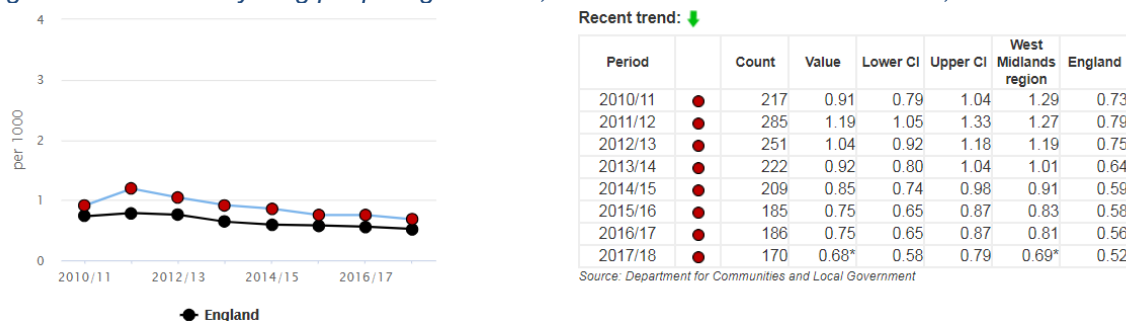 Recent trend:
4
3
2
1
0
per 1000
2010/11 2012/13 2014/15 2016/17
England
Period Count Value Lower CI Upper CI West Midlands region England
2010/11 217 0.91 0.79 1.04 1.29 0.73
2011/12 285 1.19 1.05 1.33 1.27 0.79
2012/13 251 1.04 0.92 1.18 1.19 0.75
2013/14 222 0.92 0.80 1.04 1.01 0.64
2014/15 209 0.85 0.74 0.98 0.91 0.59
2015/16 185 0.75 0.65 0.87 0.83 0.58
2016/17 186 0.75 0.65 0.87 0.81 0.56
2017/18 170 0.68* 0.58 0.79 0.69* 0.52
Source: Department for Communities and Local Government